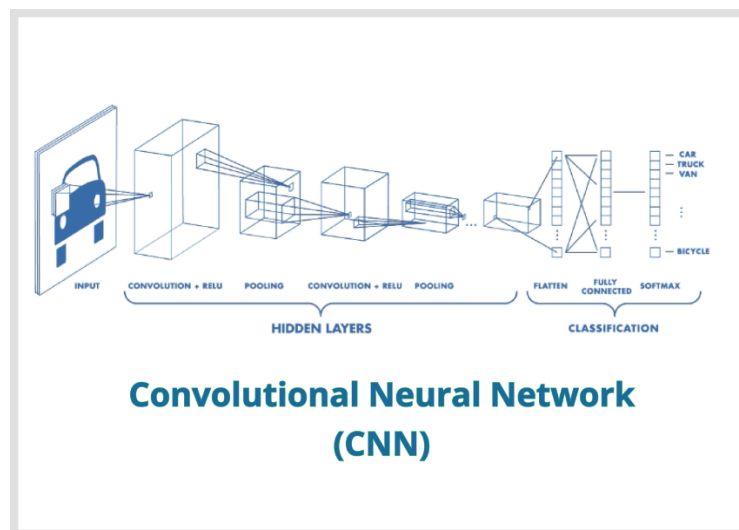 CAR
TRUCK
VAN
BICYCLE
INPUT
CONVOLUTION + RELU
POOLING
CONVOLUTION + RELU
POOLING
FLATTEN
FULLY
CONNECTED
SOFTMAX
HIDDEN LAYERS
CLASSIFICATION
Convolutional Neural Network
(CNN)